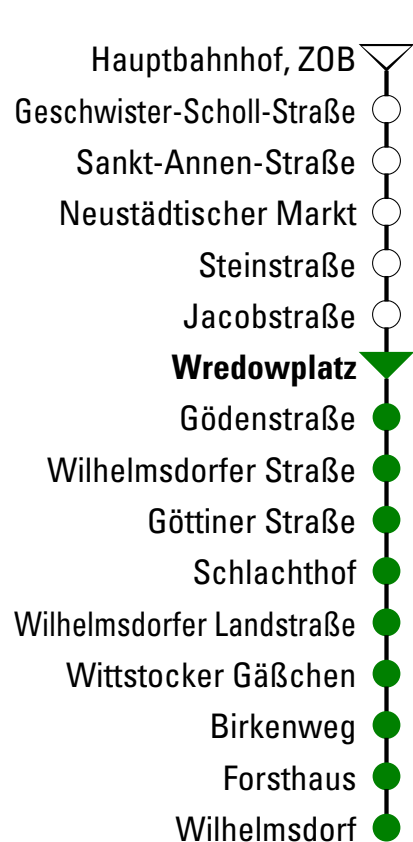 Hauptbahnhof, ZOB
Geschwister-Scholl-Straße
Sankt-Annen-Straße
Neustädtischer Markt
Steinstraße
Jacobstraße
Wredowplatz
Gödenstraße
Wilhelmsdorfer Straße
Göttiner Straße
Schlachthof
Wilhelmsdorfer Landstraße
Wittstocker Gäßchen
Birkenweg
Forsthaus
Wilhelmsdorf